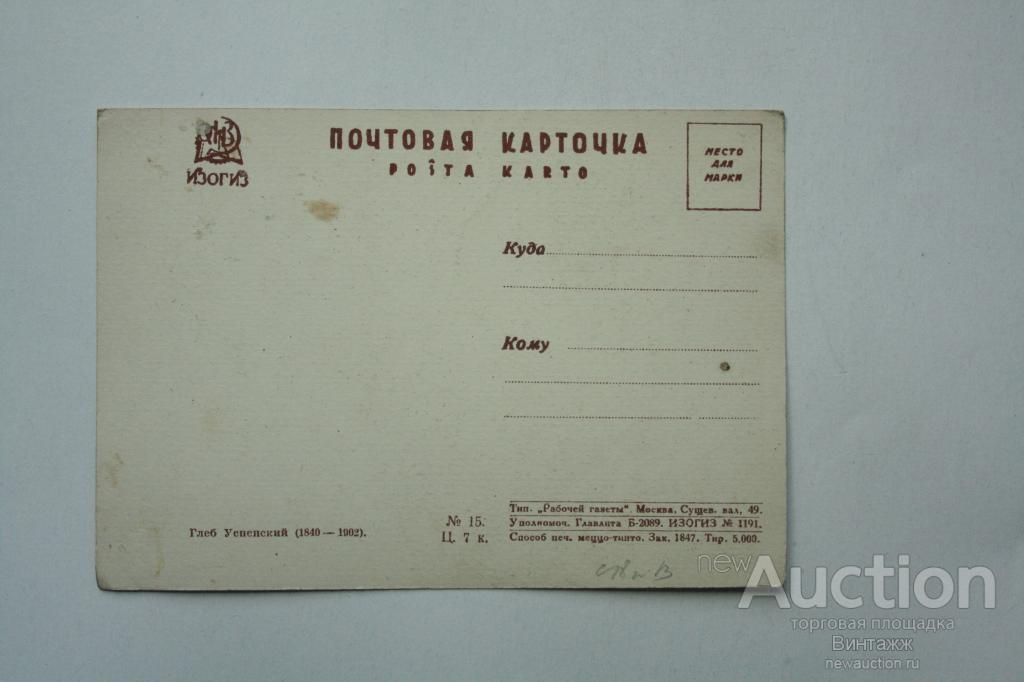 ИЗОГИЗ
ПОЧТОВАЯ КАРТОЧКА
POŜTA KARTO
МЕСТО
ДЛЯ
МАРКИ
Куда
Кому
Глеб Успенский (1840—1902).
№ 15.
Ц. 7 к.
Тип. „Рабочей газеты". Москва, Сущев. вал, 49.
Уполномоч. Главлита Б-2089. ИЗОГИЗ № 1191.
Способ печ. меццо-тинто. Зак. 1847. Тир. 5.000.
newAuction
торговая площадка
Винтажж
newauction.ru